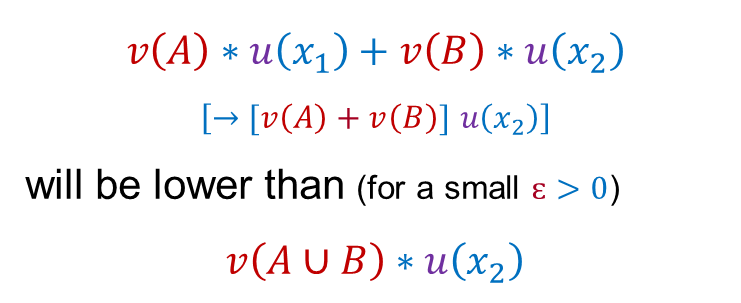 v(A) * u(x₁) + v(B) * u(x₂)
[→ [v(A) + v(B)] u(x₂)]
will be lower than (for a small ε > 0)
v(A ∪ B) * u(x₂)